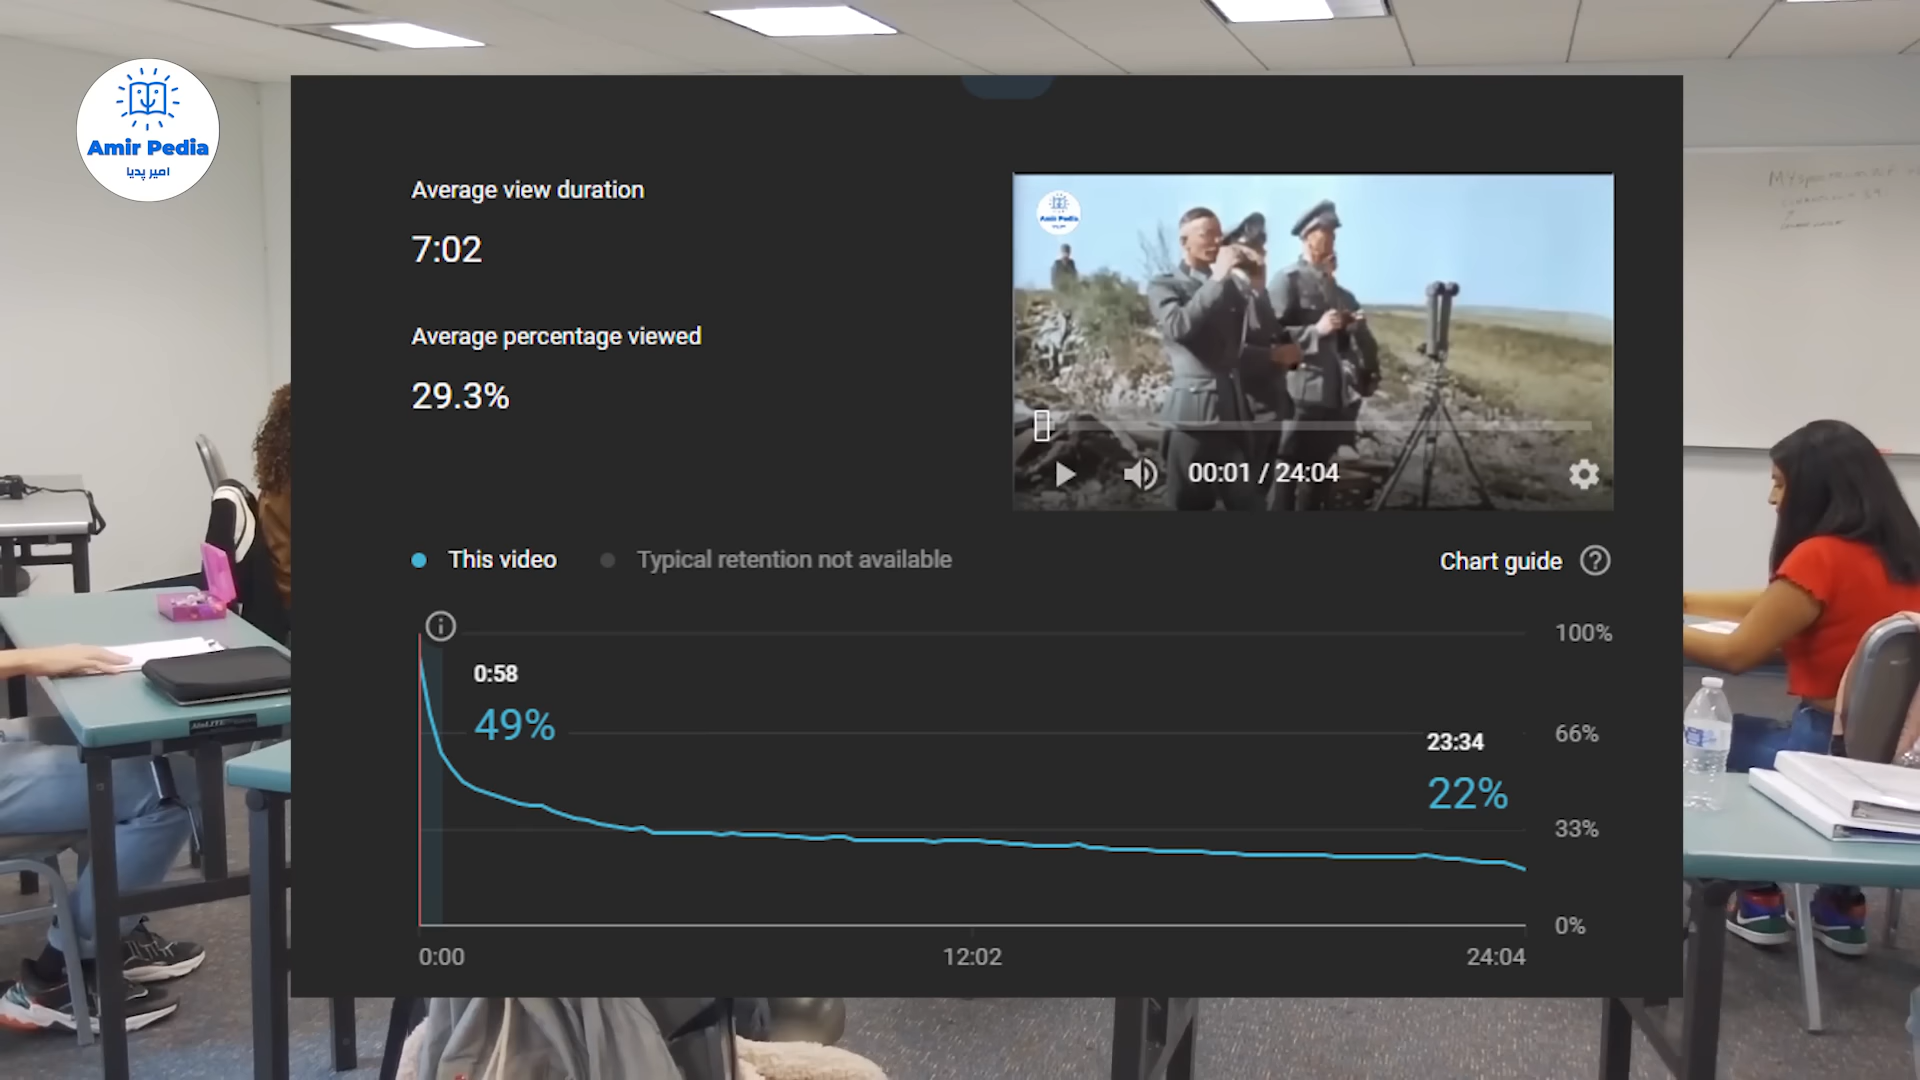 Amir Pedia
امیر پدیا
Average view duration
7:02
Average percentage viewed
29.3%
Amir Pedia
00:01 / 24:04
This video
Typical retention not available
Chart guide
100%
0:58
49%
66%
23:34
22%
33%
0%
0:00
12:02
24:04